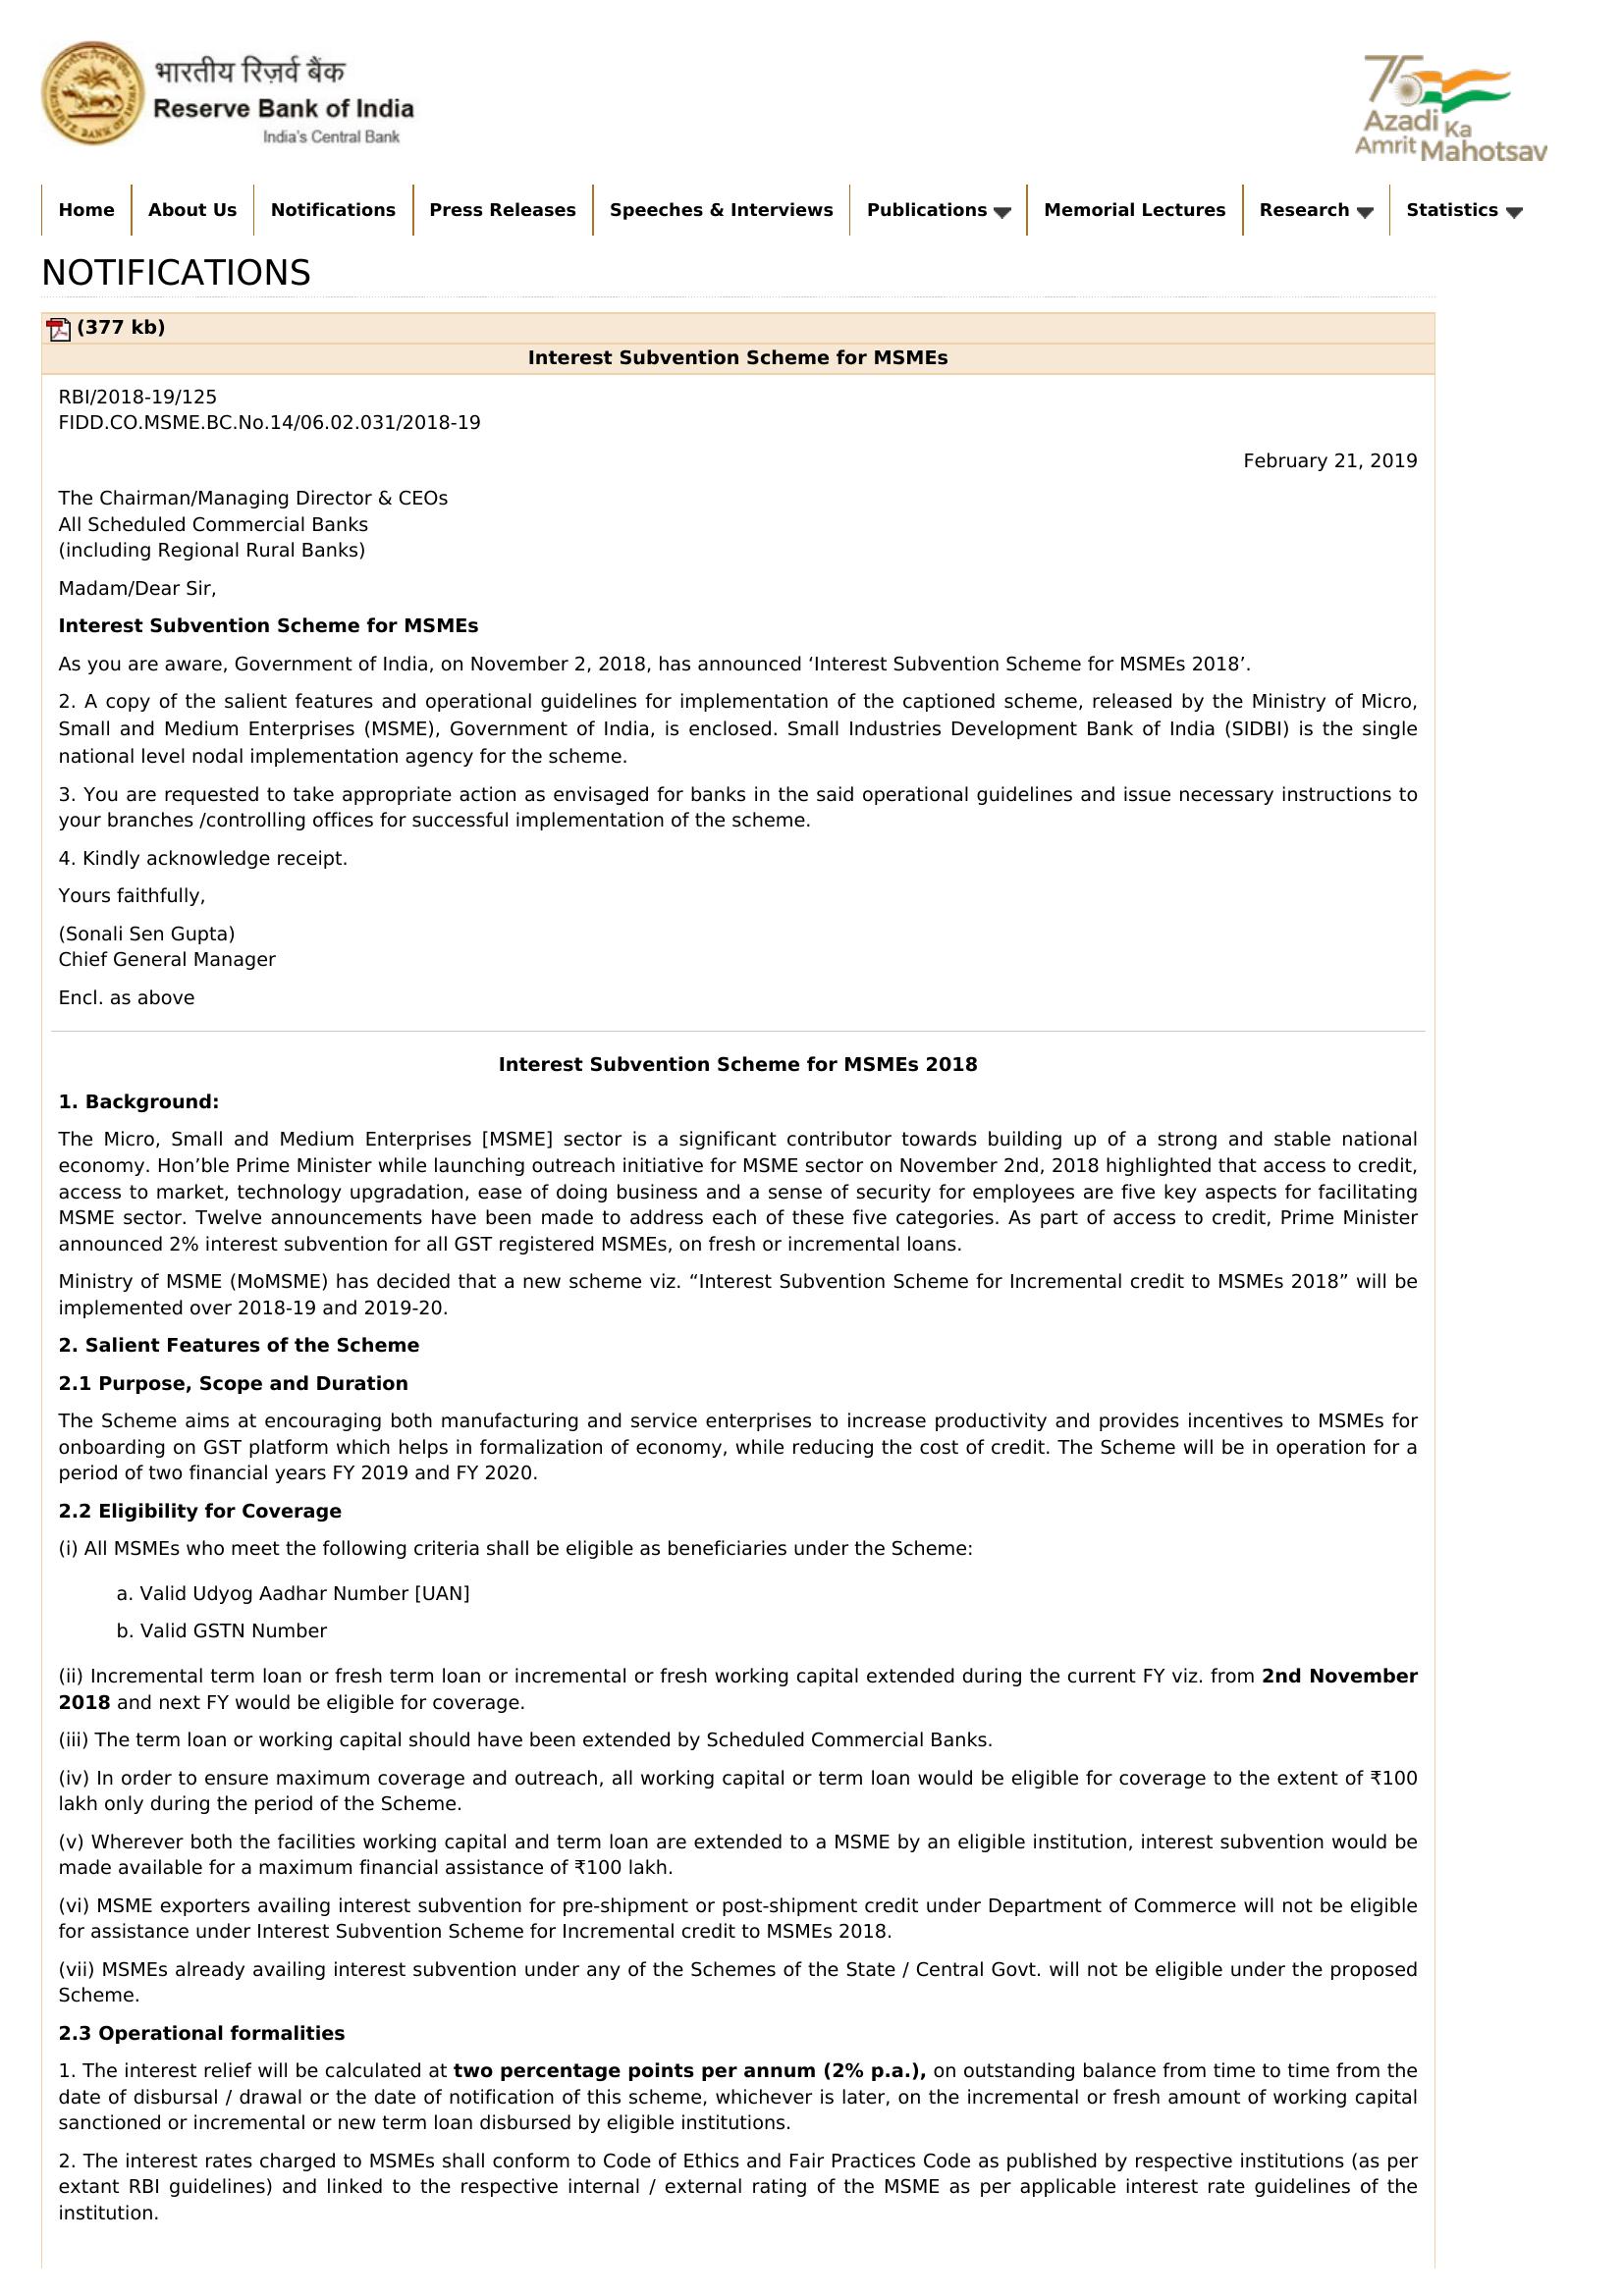 भारतीय रिज़र्व बैंक
Reserve Bank of India
India's Central Bank
75
Azadi Ka
Amrit Mahotsav
Home About Us Notifications Press Releases Speeches & Interviews Publications Memorial Lectures Research Statistics
NOTIFICATIONS
(377 kb)
Interest Subvention Scheme for MSMEs
RBI/2018-19/125
FIDD.CO.MSME.BC.No.14/06.02.031/2018-19
February 21, 2019
The Chairman/Managing Director & CEOs
All Scheduled Commercial Banks
(including Regional Rural Banks)
Madam/Dear Sir,
Interest Subvention Scheme for MSMEs
As you are aware, Government of India, on November 2, 2018, has announced ‘Interest Subvention Scheme for MSMEs 2018’.
2. A copy of the salient features and operational guidelines for implementation of the captioned scheme, released by the Ministry of Micro,
Small and Medium Enterprises (MSME), Government of India, is enclosed. Small Industries Development Bank of India (SIDBI) is the single
national level nodal implementation agency for the scheme.
3. You are requested to take appropriate action as envisaged for banks in the said operational guidelines and issue necessary instructions to
your branches /controlling offices for successful implementation of the scheme.
4. Kindly acknowledge receipt.
Yours faithfully,
(Sonali Sen Gupta)
Chief General Manager
Encl. as above
Interest Subvention Scheme for MSMEs 2018
1. Background:
The Micro, Small and Medium Enterprises [MSME] sector is a significant contributor towards building up of a strong and stable national
economy. Hon’ble Prime Minister while launching outreach initiative for MSME sector on November 2nd, 2018 highlighted that access to credit,
access to market, technology upgradation, ease of doing business and a sense of security for employees are five key aspects for facilitating
MSME sector. Twelve announcements have been made to address each of these five categories. As part of access to credit, Prime Minister
announced 2% interest subvention for all GST registered MSMEs, on fresh or incremental loans.
Ministry of MSME (MoMSME) has decided that a new scheme viz. “Interest Subvention Scheme for Incremental credit to MSMEs 2018” will be
implemented over 2018-19 and 2019-20.
2. Salient Features of the Scheme
2.1 Purpose, Scope and Duration
The Scheme aims at encouraging both manufacturing and service enterprises to increase productivity and provides incentives to MSMEs for
onboarding on GST platform which helps in formalization of economy, while reducing the cost of credit. The Scheme will be in operation for a
period of two financial years FY 2019 and FY 2020.
2.2 Eligibility for Coverage
(i) All MSMEs who meet the following criteria shall be eligible as beneficiaries under the Scheme:
a. Valid Udyog Aadhar Number [UAN]
b. Valid GSTN Number
(ii) Incremental term loan or fresh term loan or incremental or fresh working capital extended during the current FY viz. from 2nd November
2018 and next FY would be eligible for coverage.
(iii) The term loan or working capital should have been extended by Scheduled Commercial Banks.
(iv) In order to ensure maximum coverage and outreach, all working capital or term loan would be eligible for coverage to the extent of ₹100
lakh only during the period of the Scheme.
(v) Wherever both the facilities working capital and term loan are extended to a MSME by an eligible institution, interest subvention would be
made available for a maximum financial assistance of ₹100 lakh.
(vi) MSME exporters availing interest subvention for pre-shipment or post-shipment credit under Department of Commerce will not be eligible
for assistance under Interest Subvention Scheme for Incremental credit to MSMEs 2018.
(vii) MSMEs already availing interest subvention under any of the Schemes of the State / Central Govt. will not be eligible under the proposed
Scheme.
2.3 Operational formalities
1. The interest relief will be calculated at two percentage points per annum (2% p.a.), on outstanding balance from time to time from the
date of disbursal / drawal or the date of notification of this scheme, whichever is later, on the incremental or fresh amount of working capital
sanctioned or incremental or new term loan disbursed by eligible institutions.
2. The interest rates charged to MSMEs shall conform to Code of Ethics and Fair Practices Code as published by respective institutions (as per
extant RBI guidelines) and linked to the respective internal / external rating of the MSME as per applicable interest rate guidelines of the
institution.